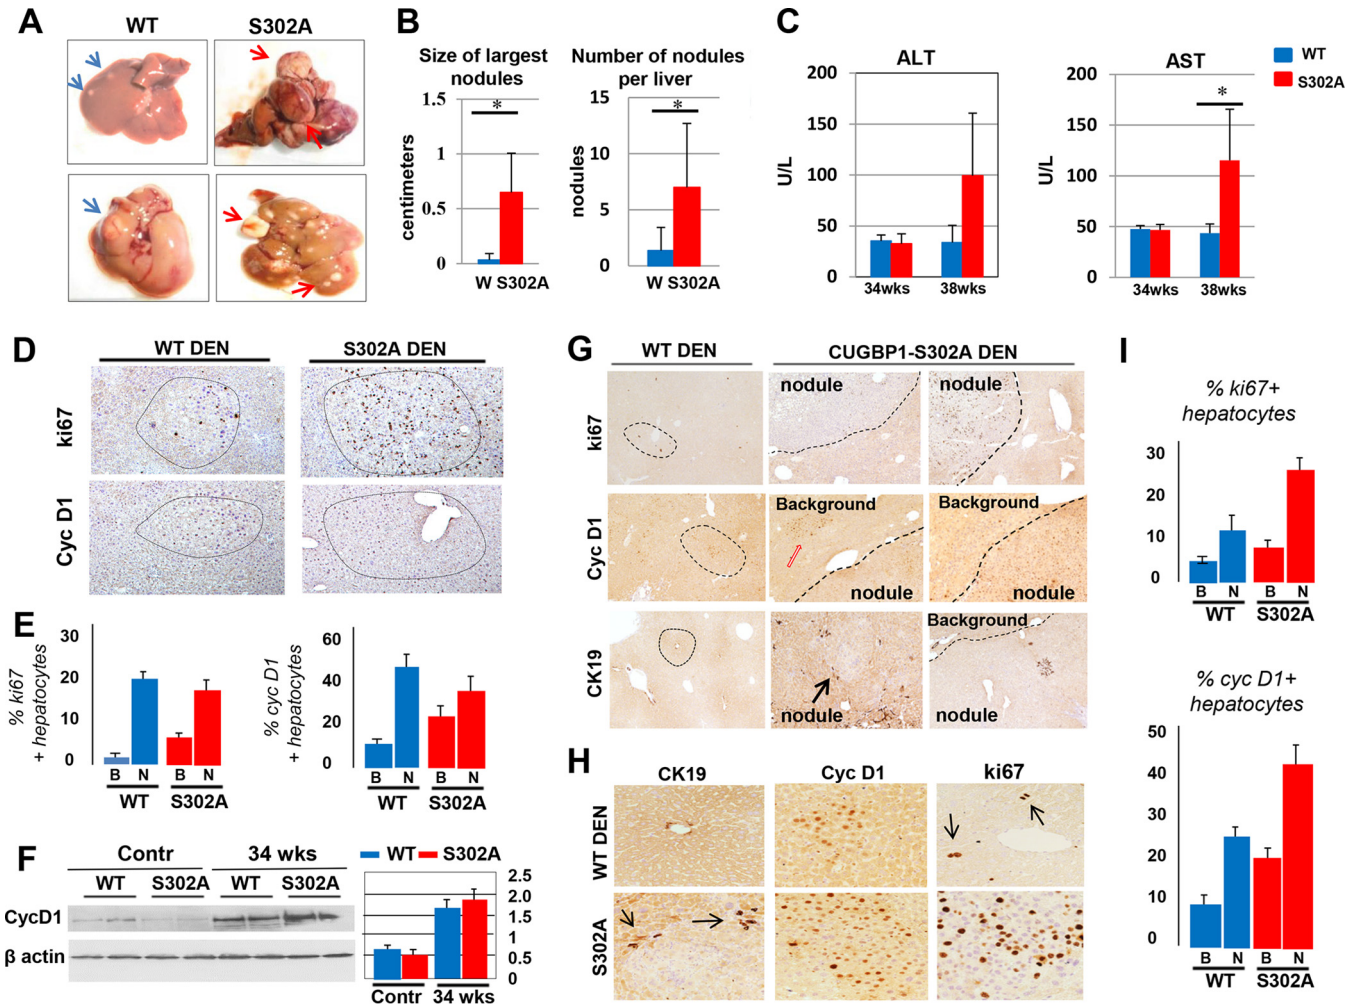 A
WT
S302A
B
Size of largest
nodules
*
1.5
1
0.5
0
centimeters
W S302A
Number of nodules
per liver
*
15
10
5
0
nodules
W S302A
C
ALT
200
150
100
50
0
U/L
34wks
38wks
AST
*
200
150
100
50
0
U/L
34wks
38wks
WT
S302A
D
WT DEN
S302A DEN
ki67
Cyc D1
E
% ki67
+ hepatocytes
30
20
10
0
B
N
B
N
WT
S302A
% cyc D1
+ hepatocytes
60
40
20
0
B
N
B
N
WT
S302A
F
Contr
34 wks
WT
S302A
WT
S302A
CycD1
β actin
WT
S302A
2.5
2
1.5
1
0.5
0
Contr
34 wks
G
WT DEN
CUGBP1-S302A DEN
ki67
nodule
nodule
Cyc D1
Background
nodule
Background
nodule
CK19
nodule
Background
nodule
H
CK19
Cyc D1
ki67
WT DEN
S302A
I
% ki67+
hepatocytes
30
20
10
0
B
N
B
N
WT
S302A
% cyc D1+
hepatocytes
50
40
30
20
10
0
B
N
B
N
WT
S302A